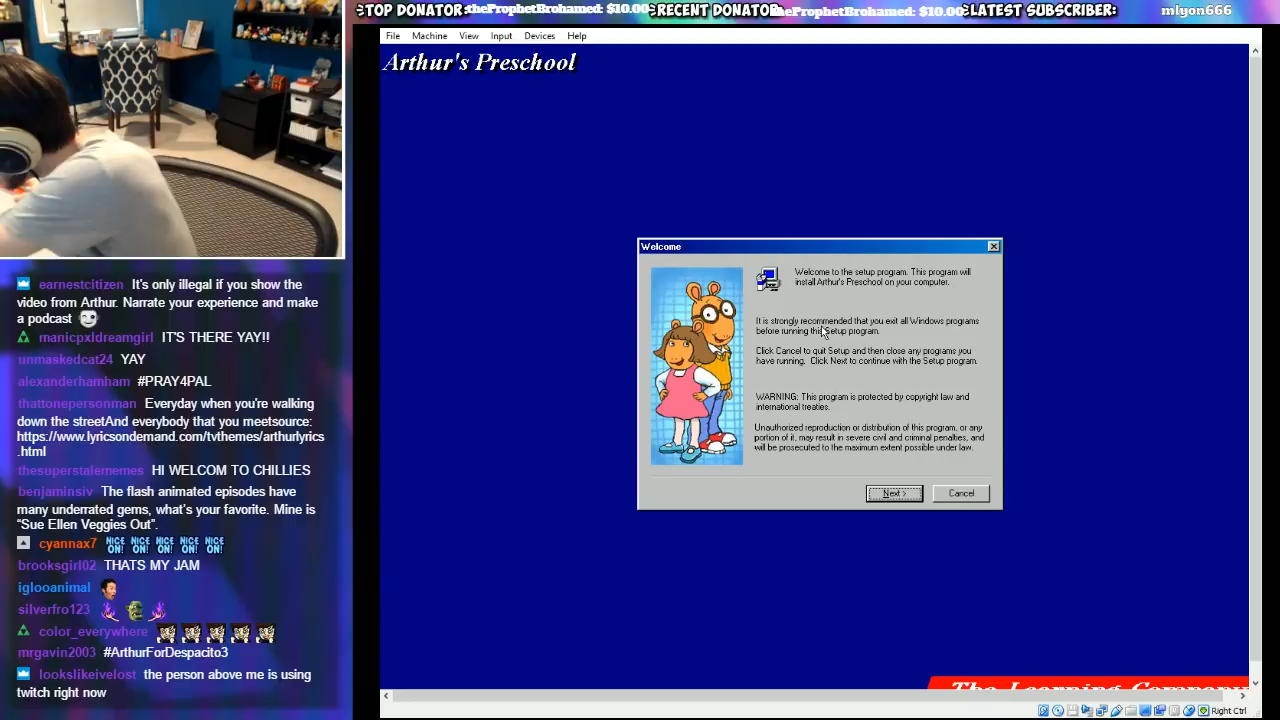 :TOP DONATOR: theProphetBrohamed: $10.00 :RECENT DONATOR: theProphetBrohamed: $10.00 :LATEST SUBSCRIBER: mlyon666
File Machine View Input Devices Help
Arthur's Preschool
Welcome
Welcome to the setup program. This program will
install Arthur's Preschool on your computer.
It is strongly recommended that you exit all Windows programs
before running this Setup program.
Click Cancel to quit Setup and then close any programs you
have running. Click Next to continue with the Setup program.
WARNING: This program is protected by copyright law and
international treaties.
Unauthorized reproduction or distribution of this program, or any
portion of it, may result in severe civil and criminal penalties, and
will be prosecuted to the maximum extent possible under law.
Next > Cancel
The Learning Company
Right Ctrl
earnestcitizen It's only illegal if you show the
video from Arthur. Narrate your experience and make
a podcast
manicpxldreamgirl IT'S THERE YAY!!
unmaskedcat24 YAY
alexanderhamham #PRAY4PAL
thattonepersonman Everyday when you're walking
down the streetAnd everybody that you meetsource:
https://www.lyricsondemand.com/tvthemes/arthurlyrics
.html
thesuperstalememes HI WELCOM TO CHILLIES
benjaminsiv The flash animated episodes have
many underrated gems, what's your favorite. Mine is
"Sue Ellen Veggies Out".
cyannax7 NICE ON! NICE ON! NICE ON! NICE ON! NICE ON!
brooksgirl02 THATS MY JAM
iglooanimal
silverfro123
color_everywhere
mrgavin2003 #ArthurForDespacito3
lookslikeivelost the person above me is using
twitch right now